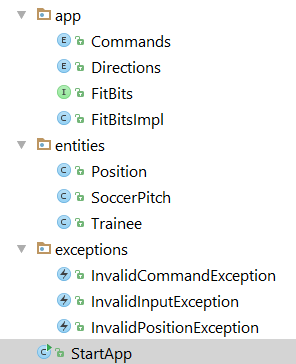 app
E Commands
E Directions
I FitBits
C FitBitsImpl
entities
C Position
C SoccerPitch
C Trainee
exceptions
InvalidCommandException
InvalidInputException
InvalidPositionException
C StartApp